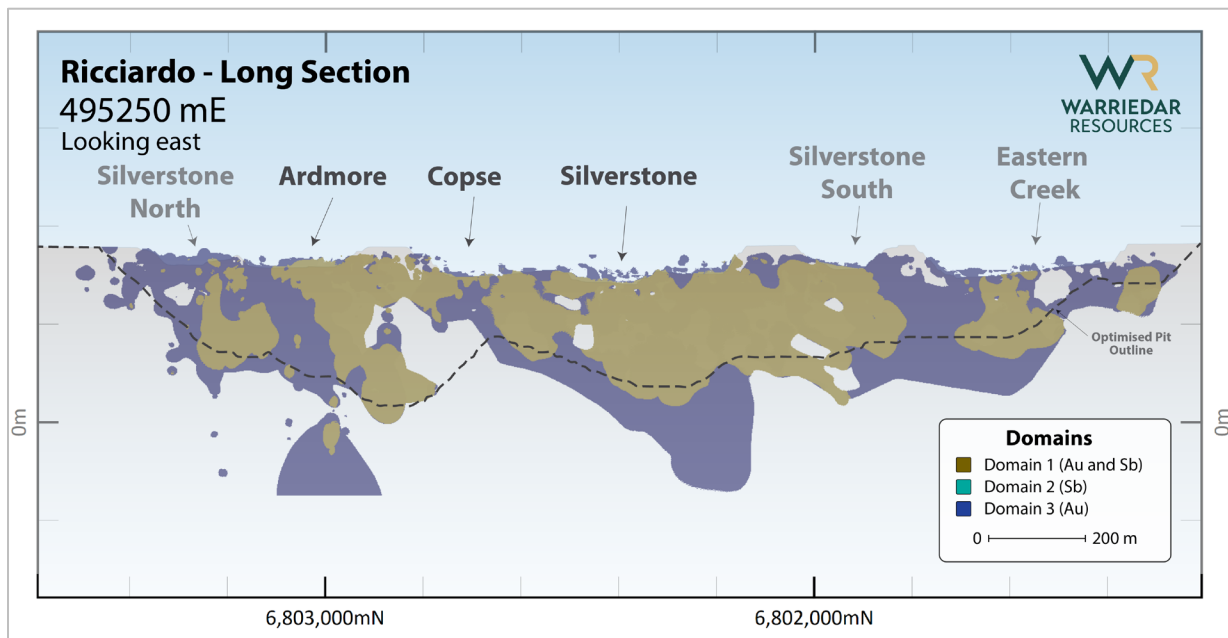 Ricciardo - Long Section
495250 mE
Looking east
WR
WARRIEDAR
RESOURCES
Silverstone
North
Ardmore
Copse
Silverstone
Silverstone
South
Eastern
Creek
Optimised Pit
Outline
0m
0m
Domains
Domain 1 (Au and Sb)
Domain 2 (Sb)
Domain 3 (Au)
0
200 m
6,803,000mN
6,802,000mN